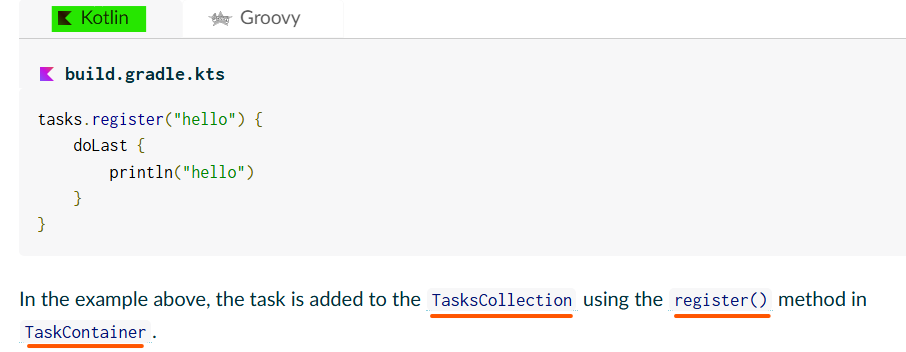 Kotlin Groovy
build.gradle.kts
tasks.register("hello") {
    doLast {
        println("hello")
    }
}
In the example above, the task is added to the TasksCollection using the register() method in
TaskContainer.